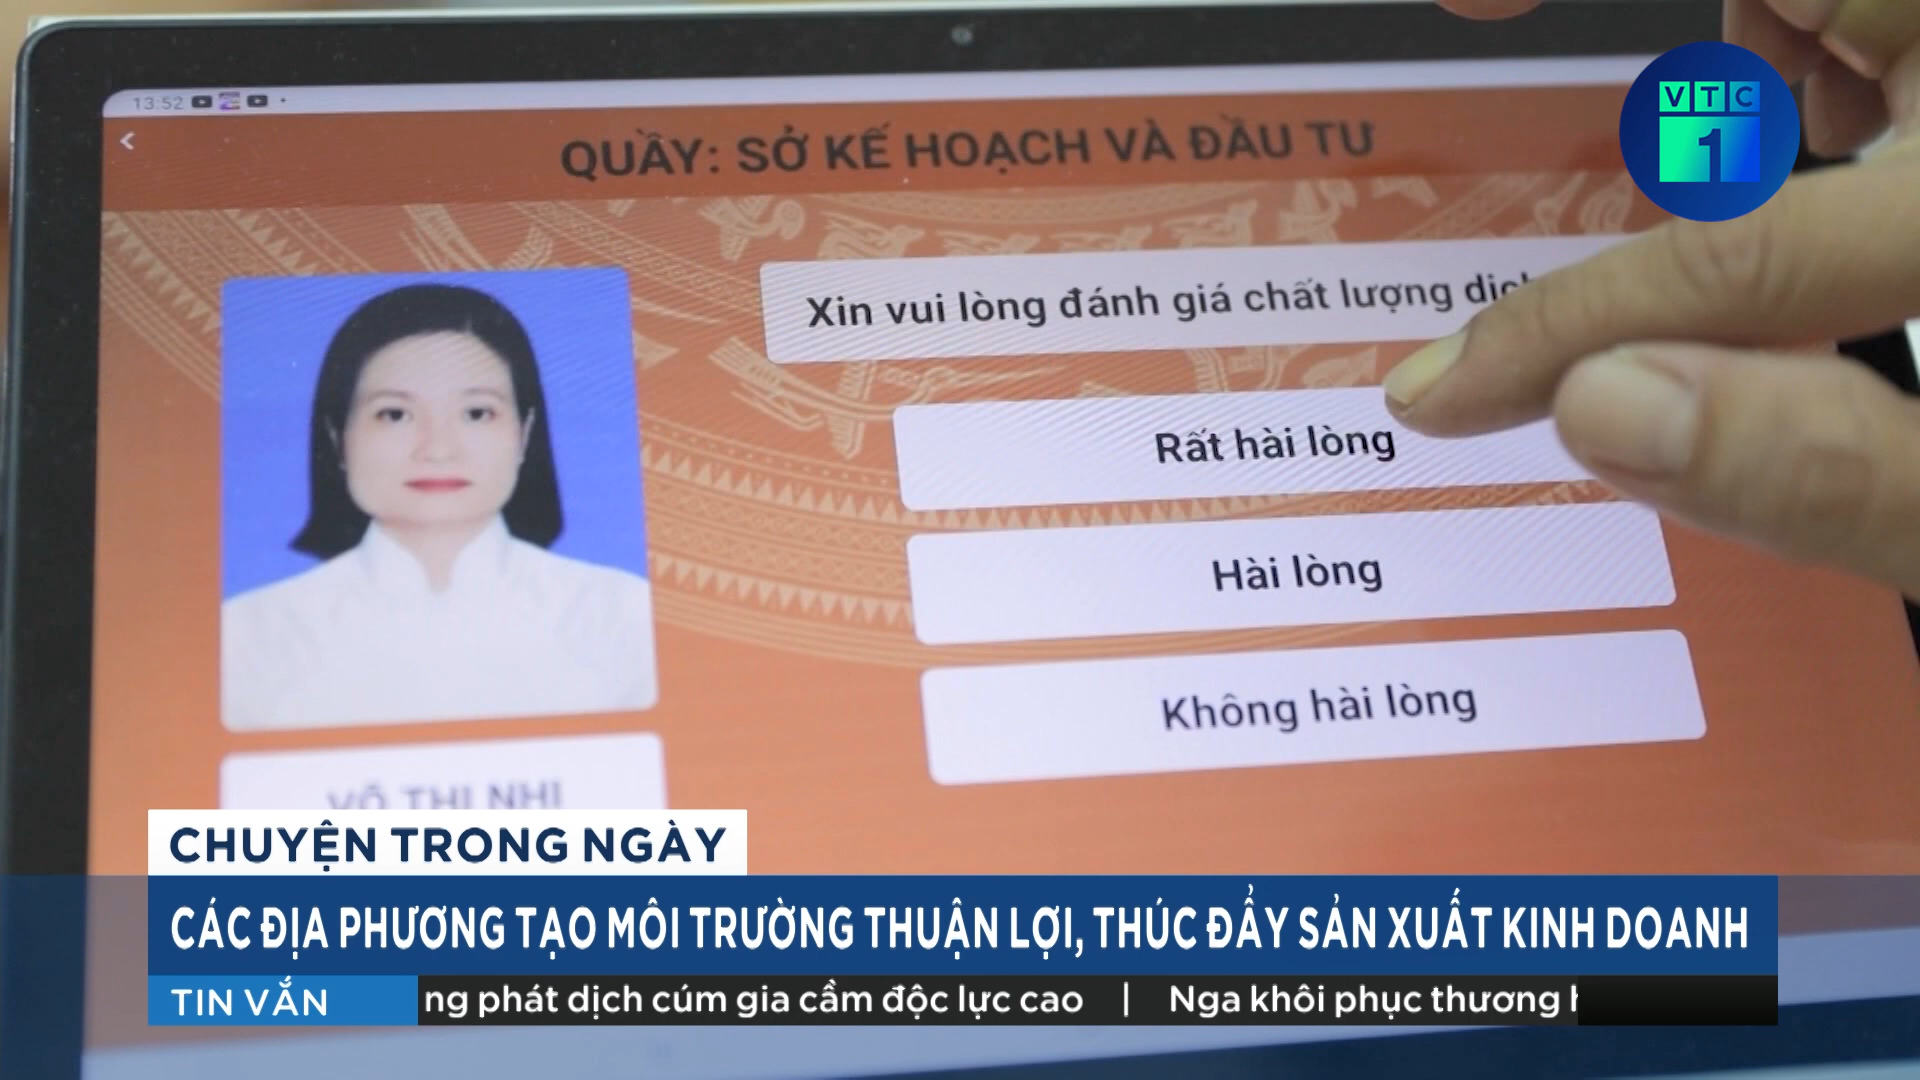 13:52
VTC
1
QUẦY: SỞ KẾ HOẠCH VÀ ĐẦU TƯ
Xin vui lòng đánh giá chất lượng
Rất hài lòng
Hài lòng
Không hài lòng
VÕ THỊ NHỊ
CHUYỆN TRONG NGÀY
CÁC ĐỊA PHƯƠNG TẠO MÔI TRƯỜNG THUẬN LỢI, THÚC ĐẨY SẢN XUẤT KINH DOANH
TIN VẮN
ng phát dịch cúm gia cầm độc lực cao | Nga khôi phục thương